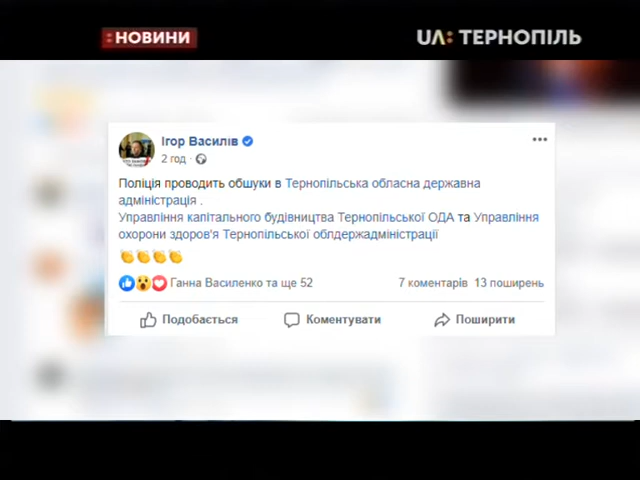 :НОВИНИ
UA: ТЕРНОПІЛЬ
Ігор Василів
2 год ·
Поліція проводить обшуки в Тернопільська обласна державна
адміністрація .
Управління капітального будівництва Тернопільської ОДА та Управління
охорони здоров'я Тернопільської облдержадміністрації
👏👏👏👏
Ганна Василенко та ще 52
7 коментарів 13 поширень
Подобається
Коментувати
Поширити